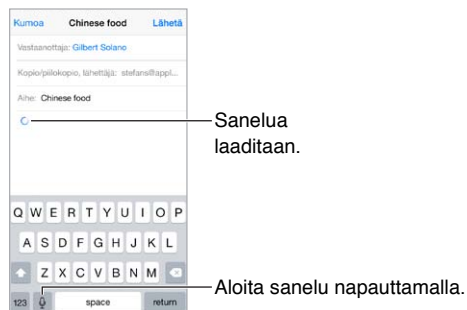 Kumoa Chinese food Lähetä
Vastaanottaja: Gilbert Solano
Kopio/piilokopio, lähettäjä: stefans@appl...
Aihe: Chinese food
Sanelua
laaditaan.
Q W E R T Y U I O P
A S D F G H J K L
Z X C V B N M
123 space return
Aloita sanelu napauttamalla.